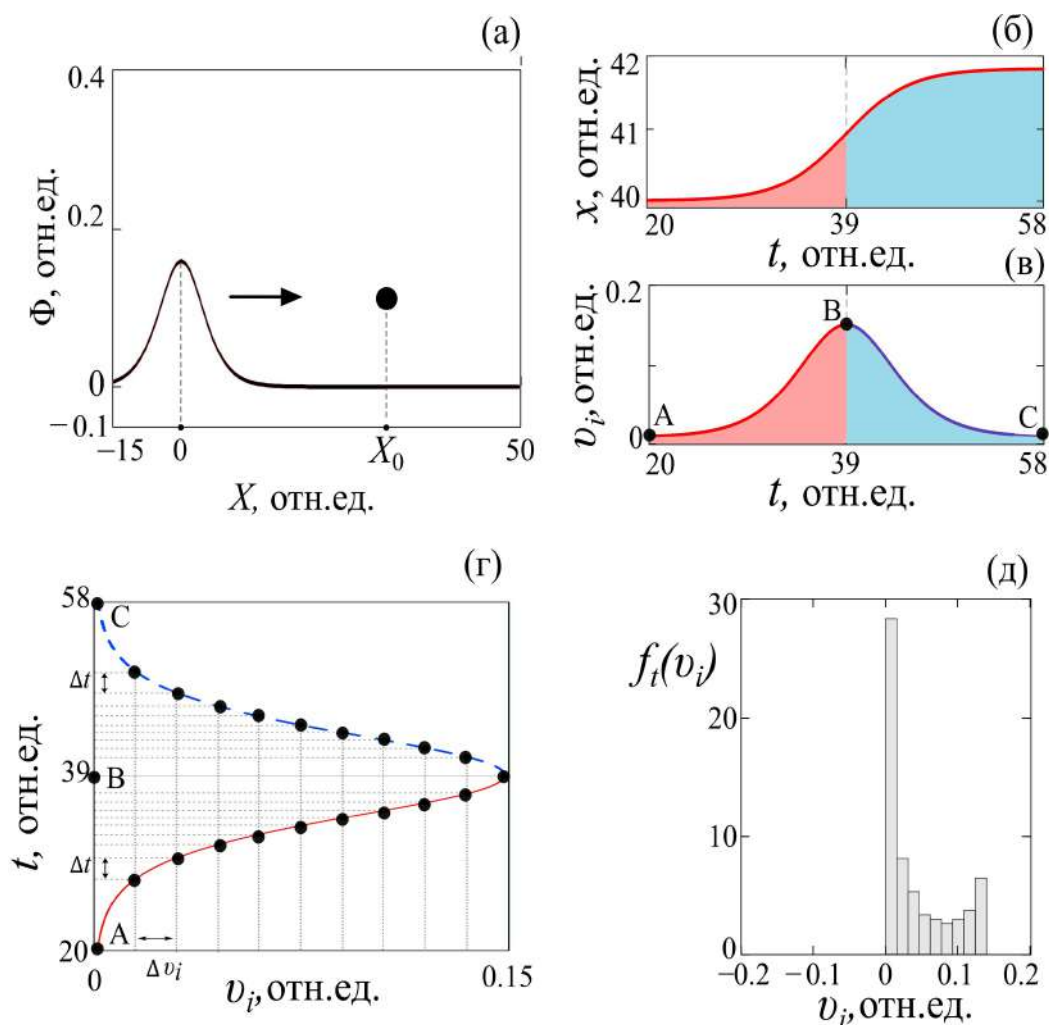 (а)
0.4
0.2
0
−0.1
Φ, отн.ед.
−15
0
X₀
50
X, отн.ед.
(б)
42
41
40
x, отн.ед.
20
39
58
t, отн.ед.
(в)
0.2
0
υᵢ, отн.ед.
A
B
C
20
39
58
t, отн.ед.
(г)
58
39
20
t, отн.ед.
C
Δt
B
Δt
A
Δυᵢ
0
0.15
υᵢ,отн.ед.
(д)
30
20
10
0
fₜ(υᵢ)
−0.2
−0.1
0
0.1
0.2
υᵢ,отн.ед.